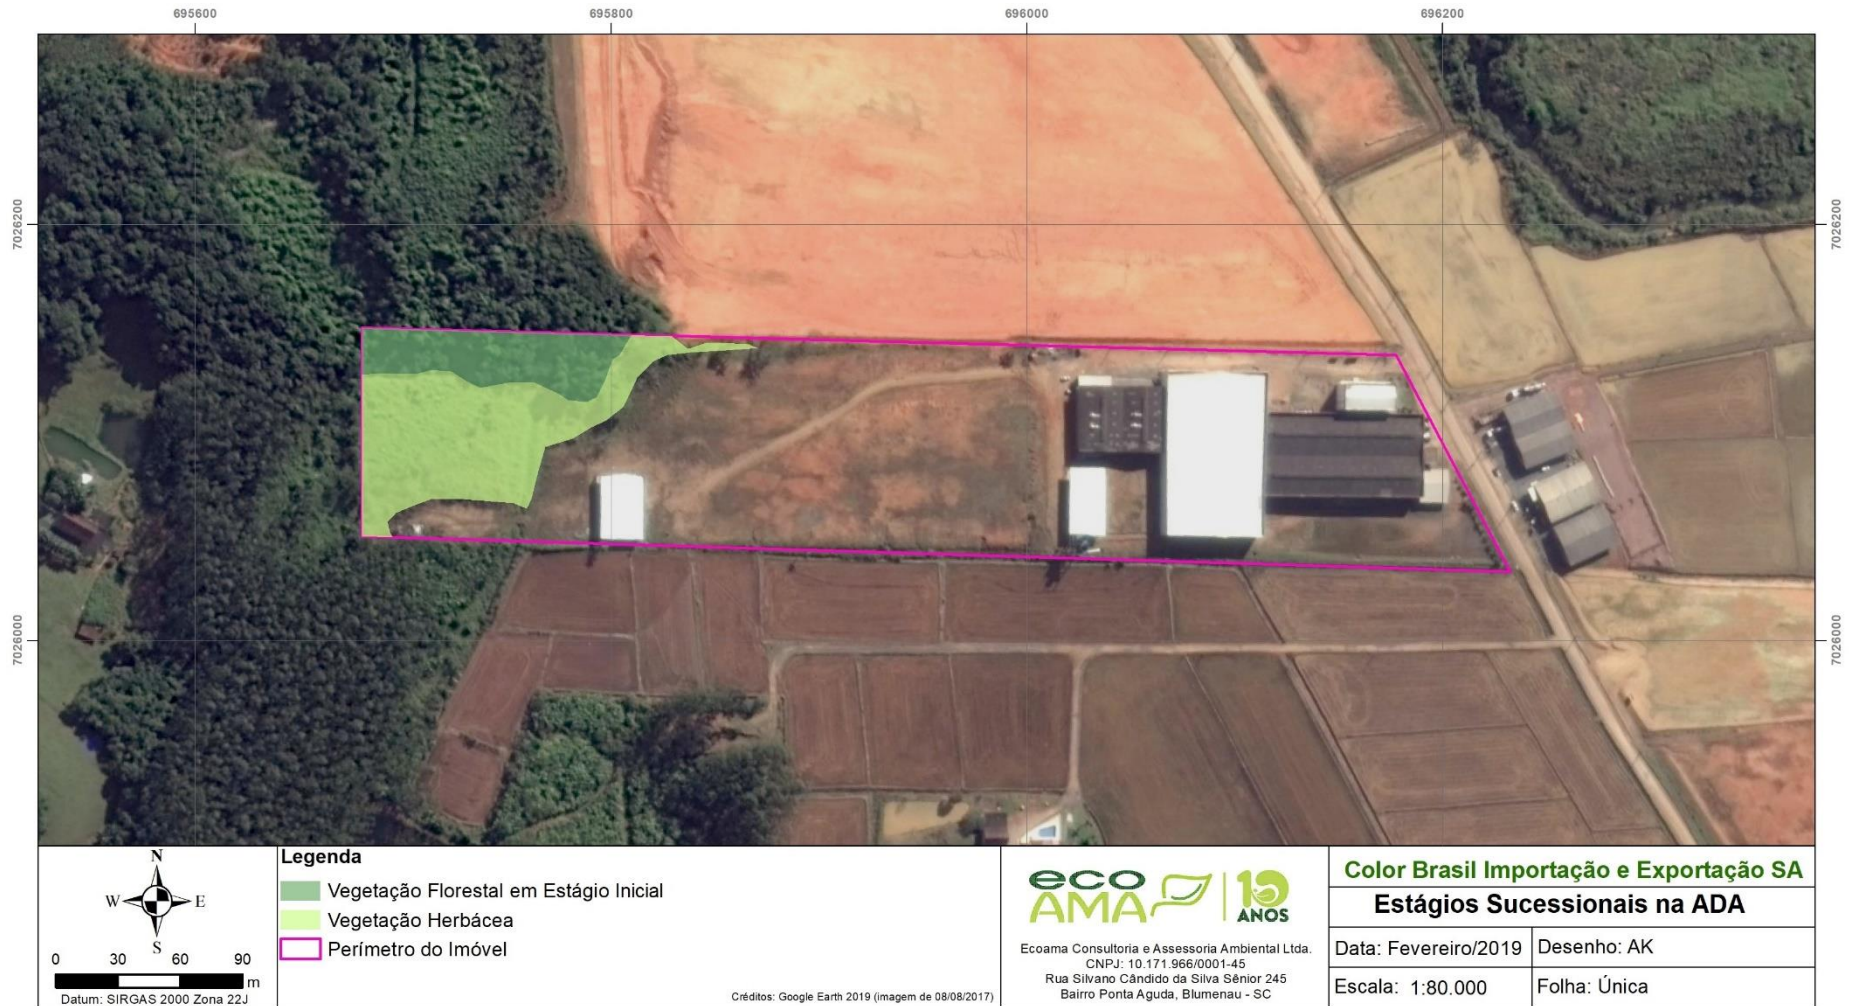 695600 695800 696000 696200
7026200 7026200
7026000 7026000
N
W E
S
0 30 60 90
m
Datum: SIRGAS 2000 Zona 22J
Legenda
Vegetação Florestal em Estágio Inicial
Vegetação Herbácea
Perímetro do Imóvel
Créditos: Google Earth 2019 (imagem de 08/08/2017)
eco
AMA
10
ANOS
Ecoama Consultoria e Assessoria Ambiental Ltda.
CNPJ: 10.171.966/0001-45
Rua Silvano Cândido da Silva Sênior 245
Bairro Ponta Aguda, Blumenau - SC
Color Brasil Importação e Exportação SA
Estágios Sucessionais na ADA
Data: Fevereiro/2019 Desenho: AK
Escala: 1:80.000 Folha: Única